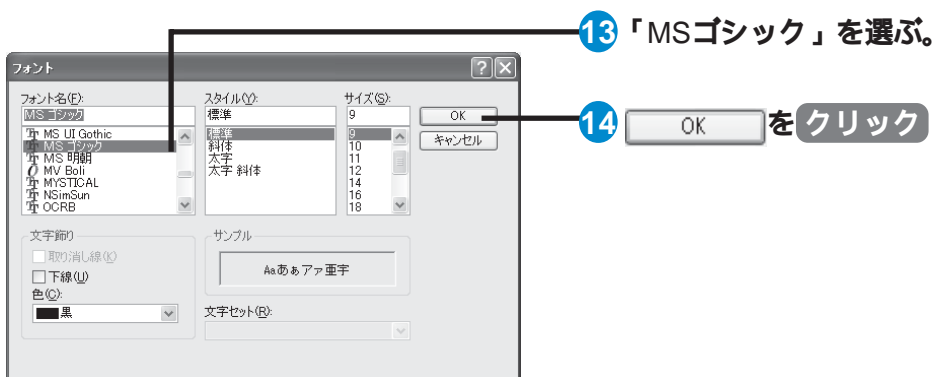 13 「MSゴシック」を選ぶ。
フォント
フォント名(F):
MS ゴシック
MS UI Gothic
MS ゴシック
MS 明朝
MV Boli
MYSTICAL
NSimSun
OCRB
スタイル(Y):
標準
標準
斜体
太字
太字 斜体
サイズ(S):
9
9
10
11
12
14
16
18
OK
キャンセル
14 OK をクリック
文字飾り
取り消し線(K)
下線(U)
色(C):
黒
サンプル
Aaあぁアァ亜宇
文字セット(R):